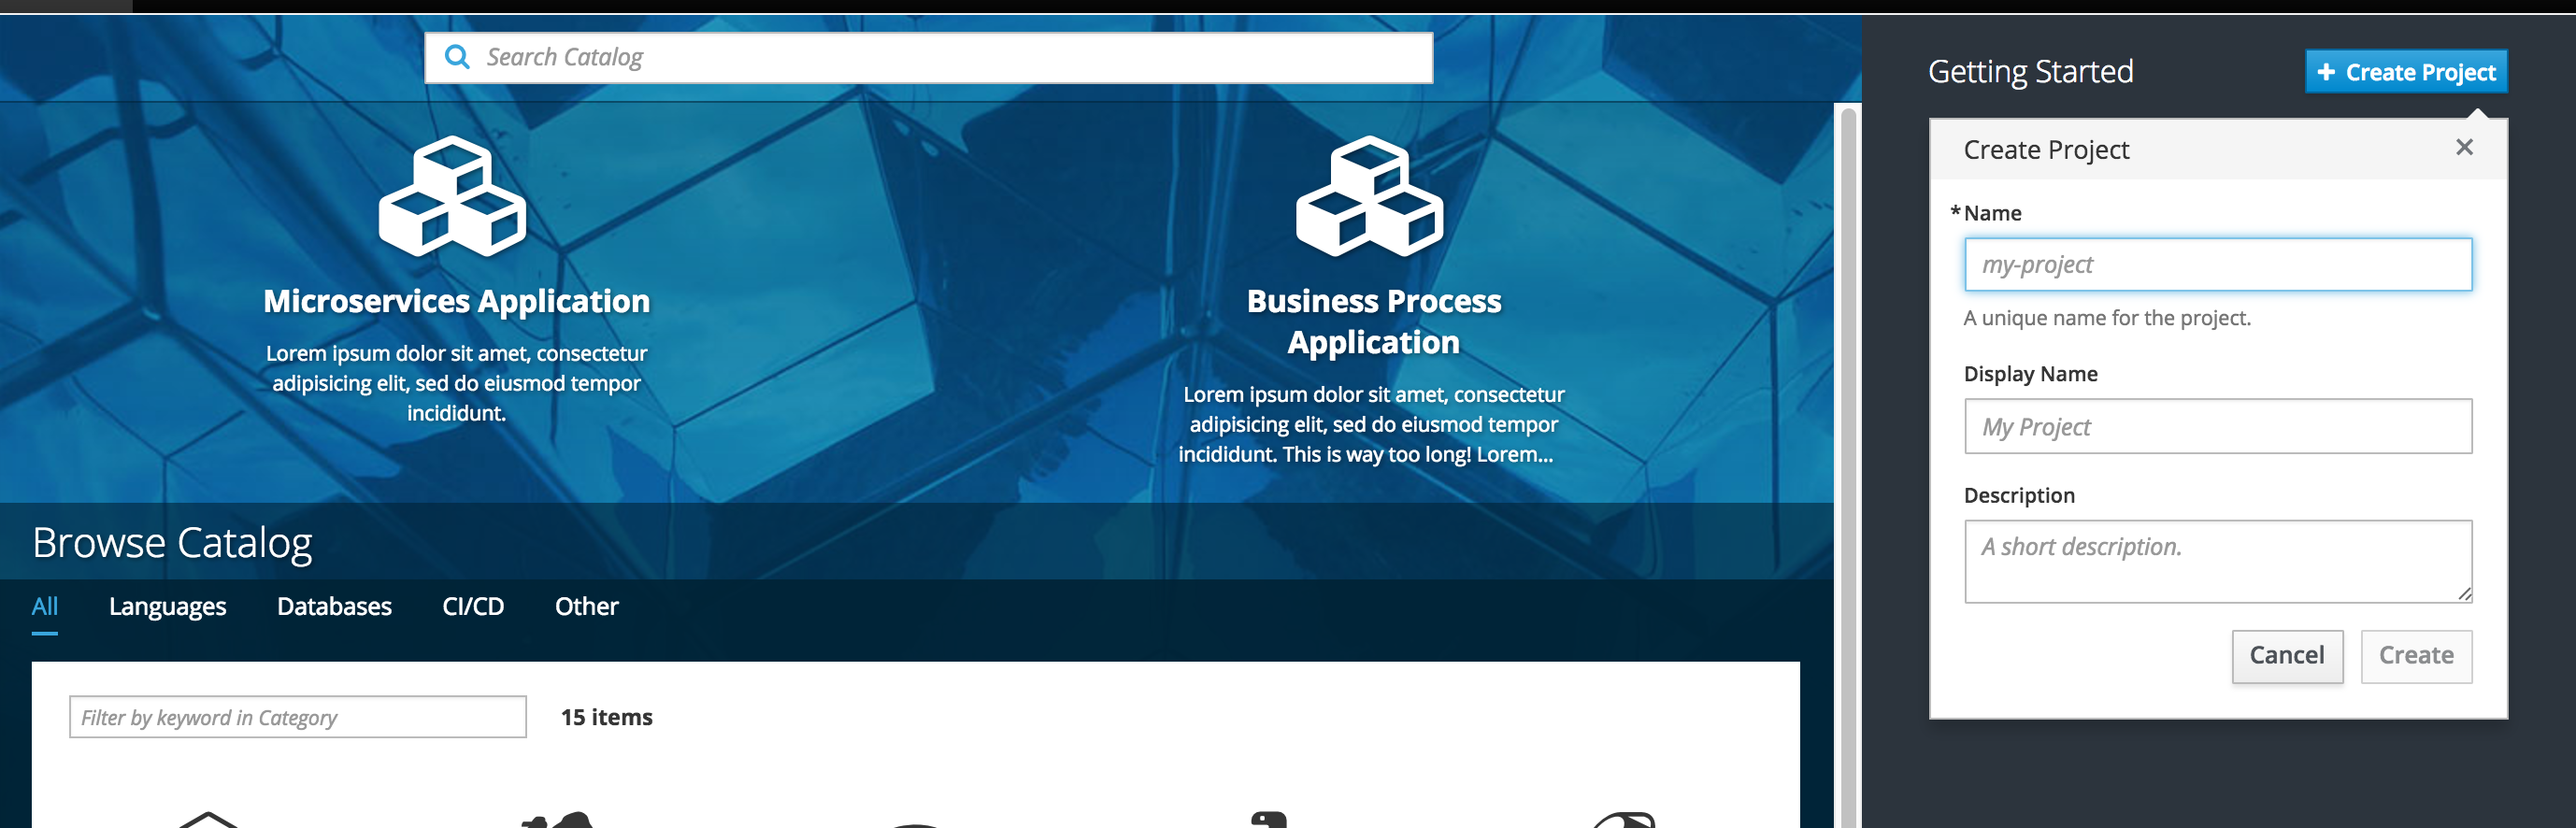 Search Catalog
Microservices Application
Lorem ipsum dolor sit amet, consectetur
adipisicing elit, sed do eiusmod tempor
incididunt.
Business Process
Application
Lorem ipsum dolor sit amet, consectetur
adipisicing elit, sed do eiusmod tempor
incididunt. This is way too long! Lorem...
Browse Catalog
All Languages Databases CI/CD Other
Filter by keyword in Category 15 items
Getting Started + Create Project
Create Project ×
* Name
my-project
A unique name for the project.
Display Name
My Project
Description
A short description.
Cancel Create